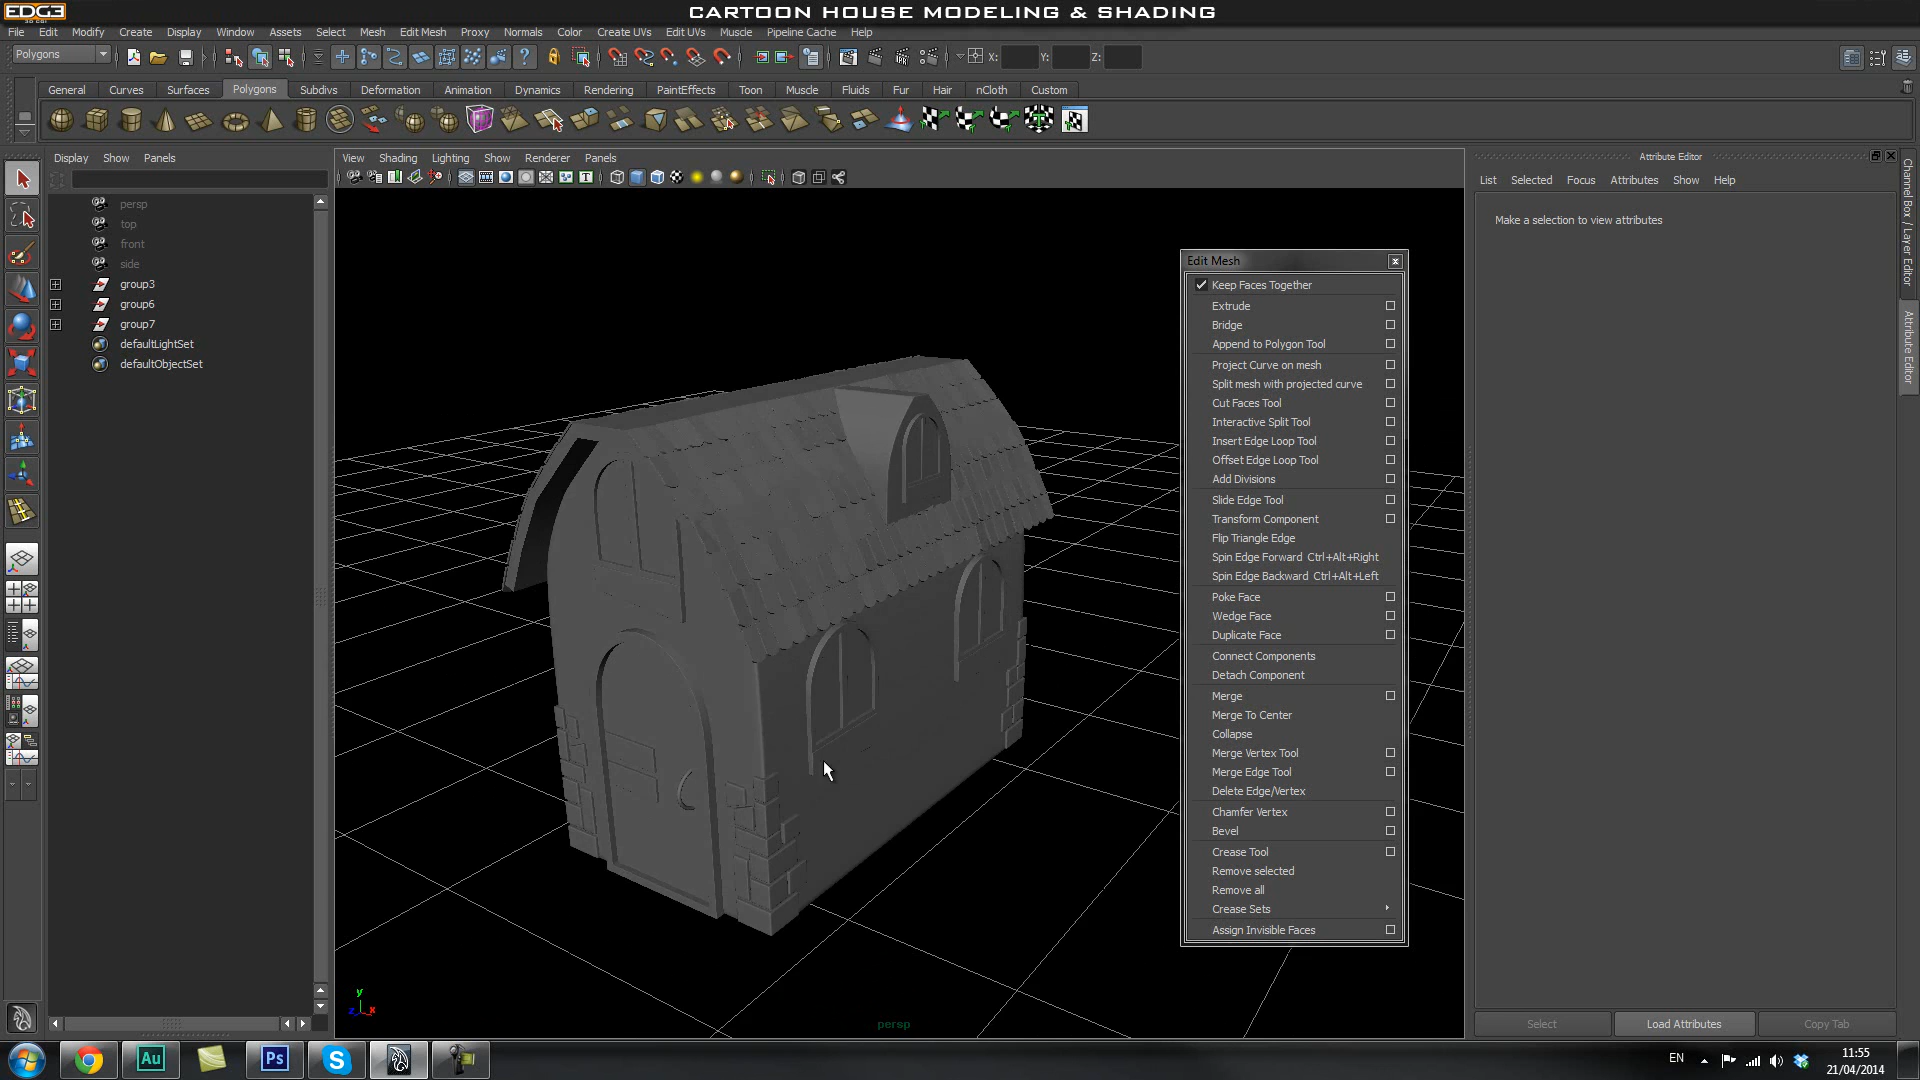 EDG3
CARTOON HOUSE MODELING & SHADING
File Edit Modify Create Display Window Assets Select Mesh Edit Mesh Proxy Normals Color Create UVs Edit UVs Muscle Pipeline Cache Help
Polygons X: Y: Z:
General Curves Surfaces Polygons Subdivs Deformation Animation Dynamics Rendering PaintEffects Toon Muscle Fluids Fur Hair nCloth Custom
Display Show Panels
View Shading Lighting Show Renderer Panels
Attribute Editor
List Selected Focus Attributes Show Help
Make a selection to view attributes
Channel Box / Layer Editor
Attribute Editor
persp
top
front
side
group3
group6
group7
defaultLightSet
defaultObjectSet
Edit Mesh
Keep Faces Together
Extrude
Bridge
Append to Polygon Tool
Project Curve on mesh
Split mesh with projected curve
Cut Faces Tool
Interactive Split Tool
Insert Edge Loop Tool
Offset Edge Loop Tool
Add Divisions
Slide Edge Tool
Transform Component
Flip Triangle Edge
Spin Edge Forward Ctrl+Alt+Right
Spin Edge Backward Ctrl+Alt+Left
Poke Face
Wedge Face
Duplicate Face
Connect Components
Detach Component
Merge
Merge To Center
Collapse
Merge Vertex Tool
Merge Edge Tool
Delete Edge/Vertex
Chamfer Vertex
Bevel
Crease Tool
Remove selected
Remove all
Crease Sets
Assign Invisible Faces
y
z x
persp
Select Load Attributes Copy Tab
Au Ps S
EN
11:55
21/04/2014